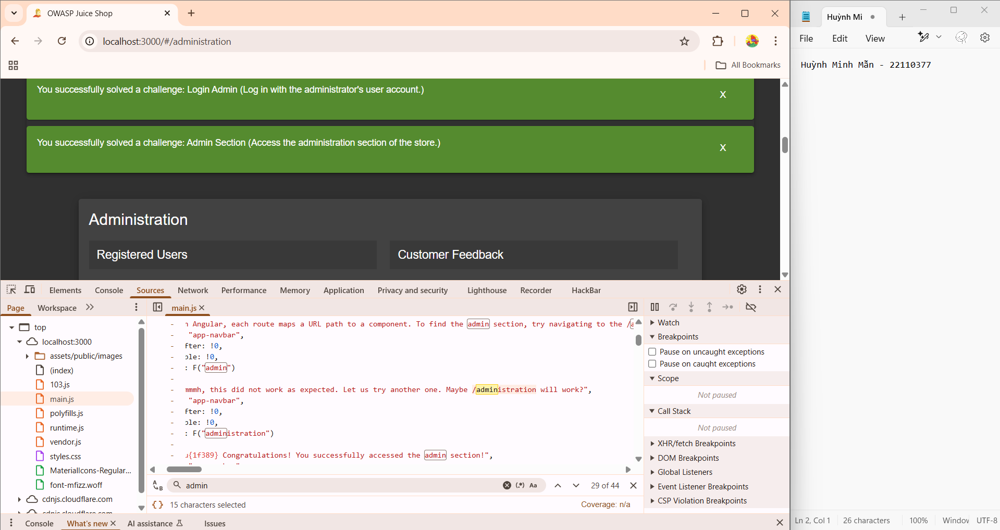 OWASP Juice Shop
localhost:3000/#/administration
All Bookmarks
You successfully solved a challenge: Login Admin (Log in with the administrator's user account.)
X
You successfully solved a challenge: Admin Section (Access the administration section of the store.)
X
Administration
Registered Users
Customer Feedback
Elements Console Sources Network Performance Memory Application Privacy and security Lighthouse Recorder HackBar
Page Workspace
main.js
top
localhost:3000
assets/public/images
(index)
103.js
main.js
polyfills.js
runtime.js
vendor.js
styles.css
MaterialIcons-Regular...
font-mfizz.woff
cdnjs.cloudflare.com
- n Angular, each route maps a URL path to a component. To find the admin section, try navigating to the /a
- "app-navbar",
- fter: !0,
- ble: !0,
- : F("admin")
-
- mmmh, this did not work as expected. Let us try another one. Maybe /administration will work?",
- "app-navbar",
- fter: !0,
- ble: !0,
- : F("administration")
-
- u{1f389} Congratulations! You successfully accessed the admin section!",
admin
(.*) Aa
29 of 44
{} 15 characters selected
Coverage: n/a
Watch
Breakpoints
Pause on uncaught exceptions
Pause on caught exceptions
Scope
Not paused
Call Stack
Not paused
XHR/fetch Breakpoints
DOM Breakpoints
Global Listeners
Event Listener Breakpoints
CSP Violation Breakpoints
Console What's new AI assistance Issues
Huỳnh Mi
File Edit View
Huỳnh Minh Mẫn - 22110377
Ln 2, Col 1 26 characters 100% Window UTF-8